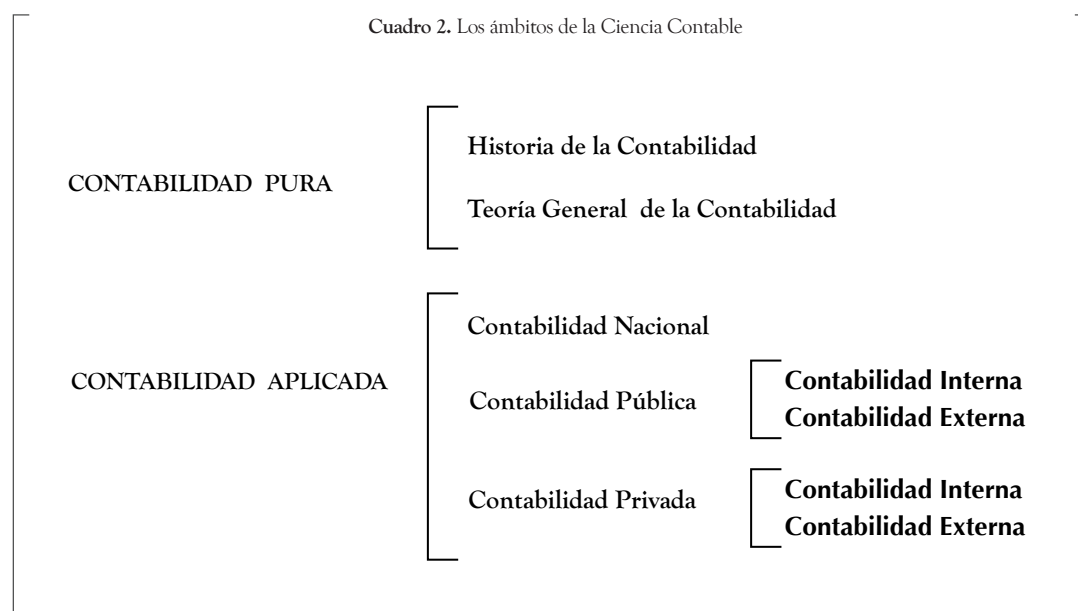 Cuadro 2. Los ámbitos de la Ciencia Contable
CONTABILIDAD PURA
Historia de la Contabilidad
Teoría General de la Contabilidad
CONTABILIDAD APLICADA
Contabilidad Nacional
Contabilidad Pública
Contabilidad Interna
Contabilidad Externa
Contabilidad Privada
Contabilidad Interna
Contabilidad Externa